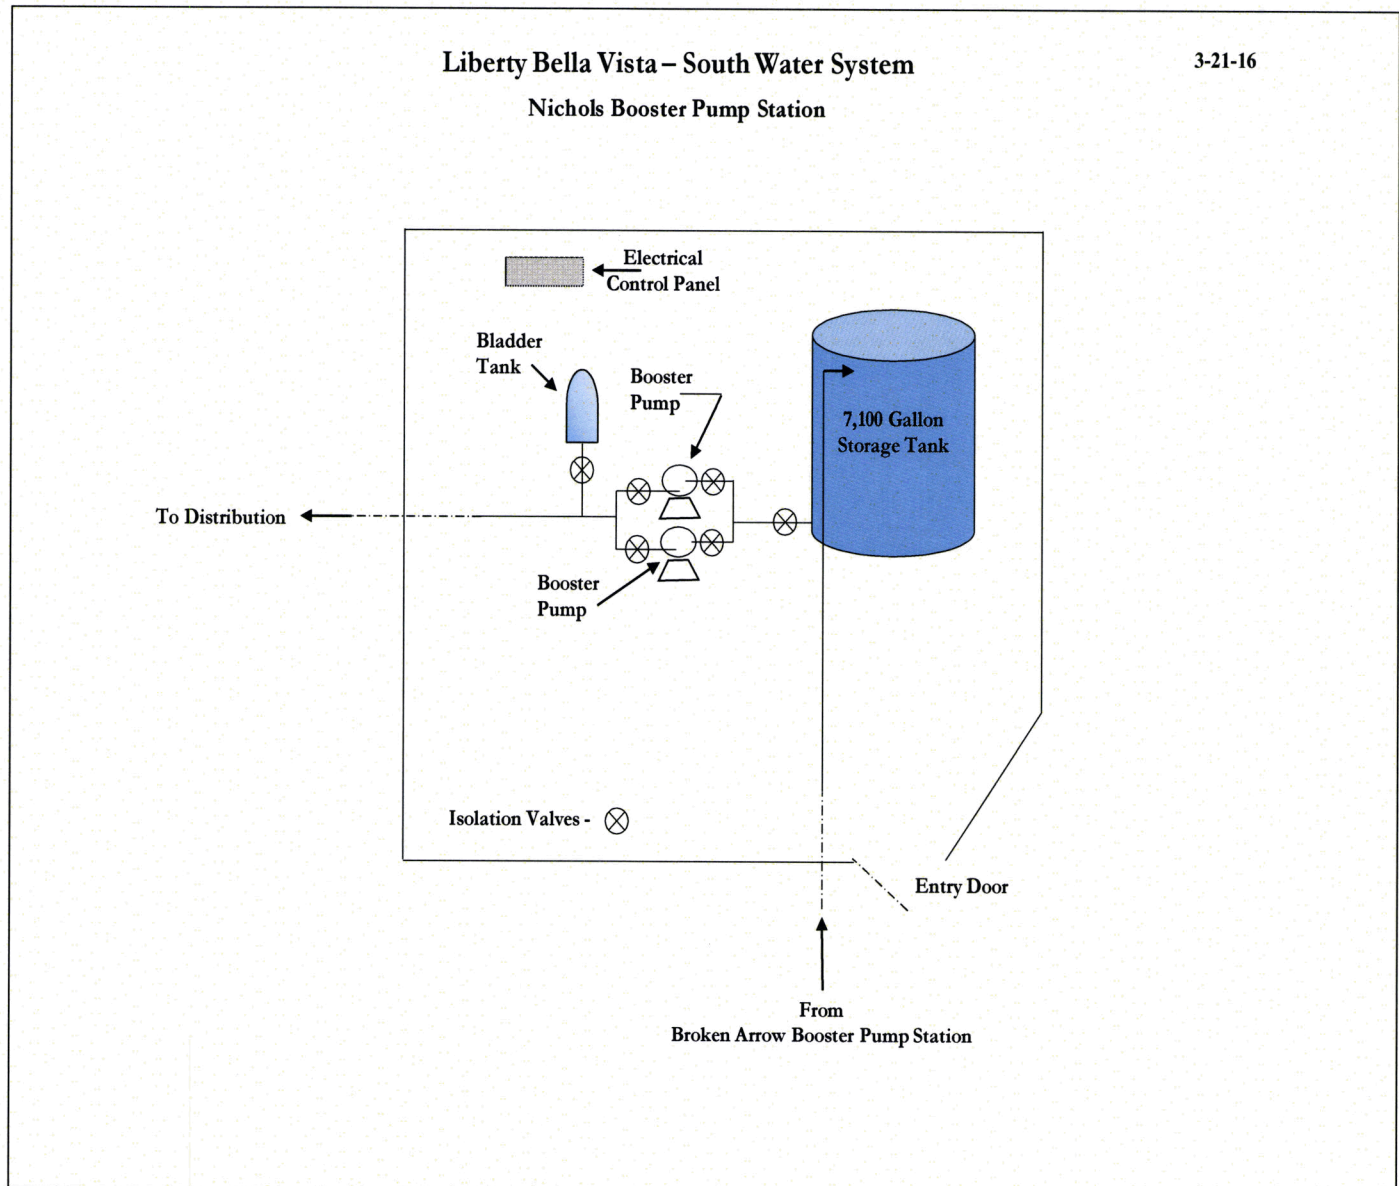 Liberty Bella Vista – South Water System
3-21-16
Nichols Booster Pump Station
Electrical
Control Panel
Bladder
Tank
Booster
Pump
7,100 Gallon
Storage Tank
To Distribution
Booster
Pump
Isolation Valves -
Entry Door
From
Broken Arrow Booster Pump Station